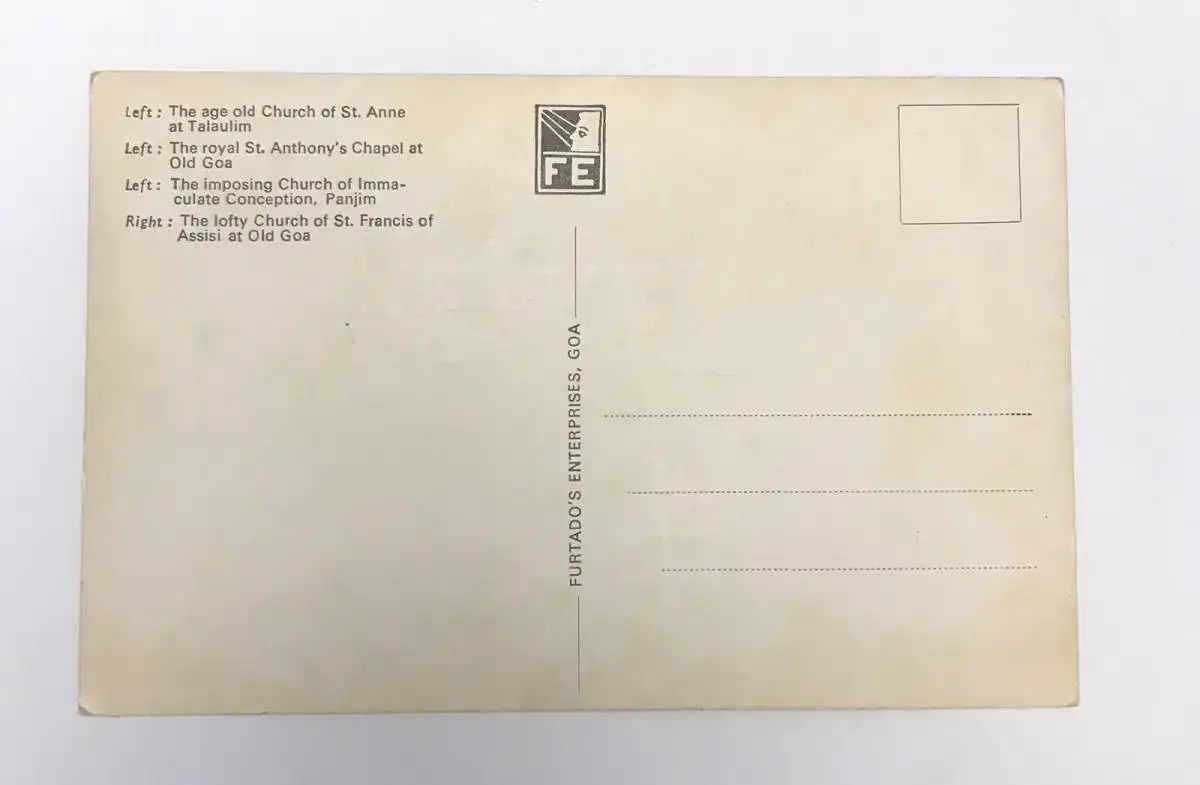 Left : The age old Church of St. Anne
at Talaulim
Left : The royal St. Anthony's Chapel at
Old Goa
Left : The imposing Church of Imma-
culate Conception, Panjim
Right : The lofty Church of St. Francis of
Assisi at Old Goa
FE
FURTADO'S ENTERPRISES, GOA